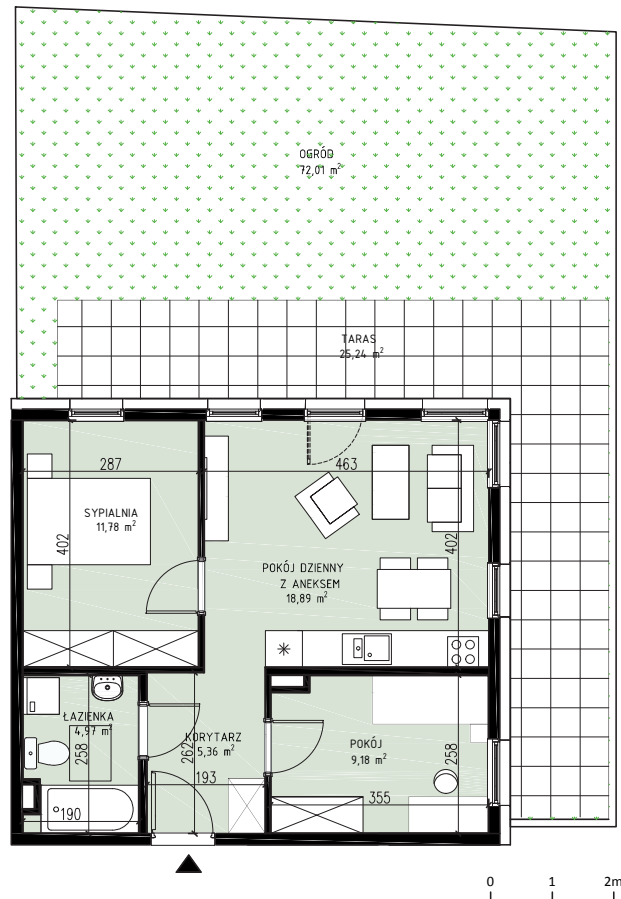 OGRÓD
72,01 m²
TARAS
25,24 m²
287
463
SYPIALNIA
11,78 m²
402
402
POKÓJ DZIENNY
Z ANEKSEM
18,89 m²
ŁAZIENKA
4,97 m²
258
KORYTARZ
5,36 m²
262
193
POKÓJ
9,18 m²
258
355
190
0 1 2m